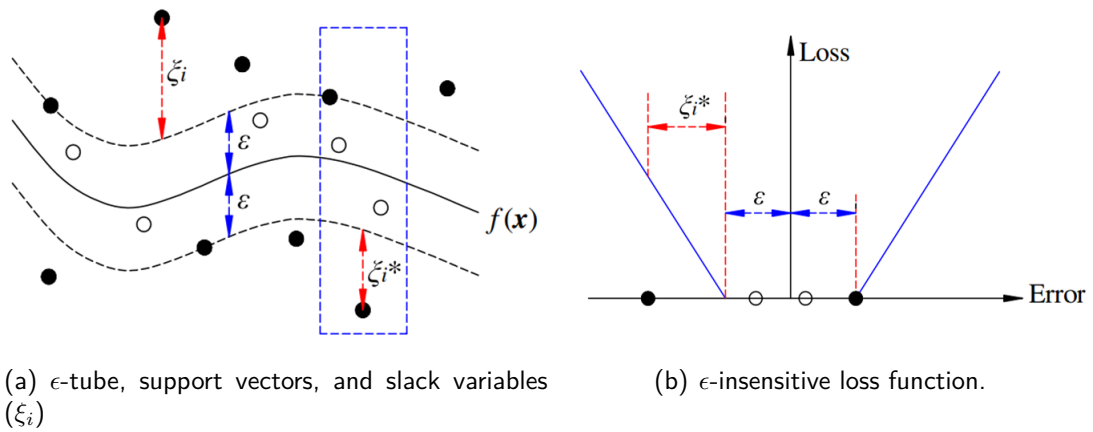 ξi
ε
ε
f(x)
ξi*
(a) ϵ-tube, support vectors, and slack variables
(ξi)
Loss
ξi*
ε
ε
Error
(b) ϵ-insensitive loss function.